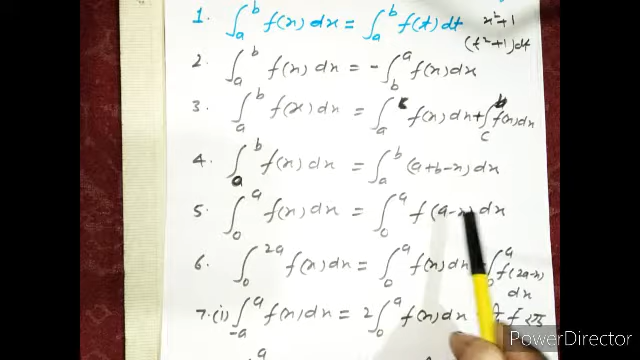 1. ∫_a^b f(x) dx = ∫_a^b f(t) dt x²+1
(t²+1) dt
2. ∫_a^b f(x) dx = - ∫_b^a f(x) dx
3. ∫_a^b f(x) dx = ∫_a^c f(x) dx + ∫_c^b f(x) dx
4. ∫_a^b f(x) dx = ∫_a^b (a+b-x) dx
5. ∫_0^a f(x) dx = ∫_0^a f(a-x) dx
6. ∫_0^{2a} f(x) dx = ∫_0^a f(x) dx ∫_0^a f(2a-x)
dx
7. (i) ∫_{-a}^a f(x) dx = 2 ∫_0^a f(x) dx
a
PowerDirector